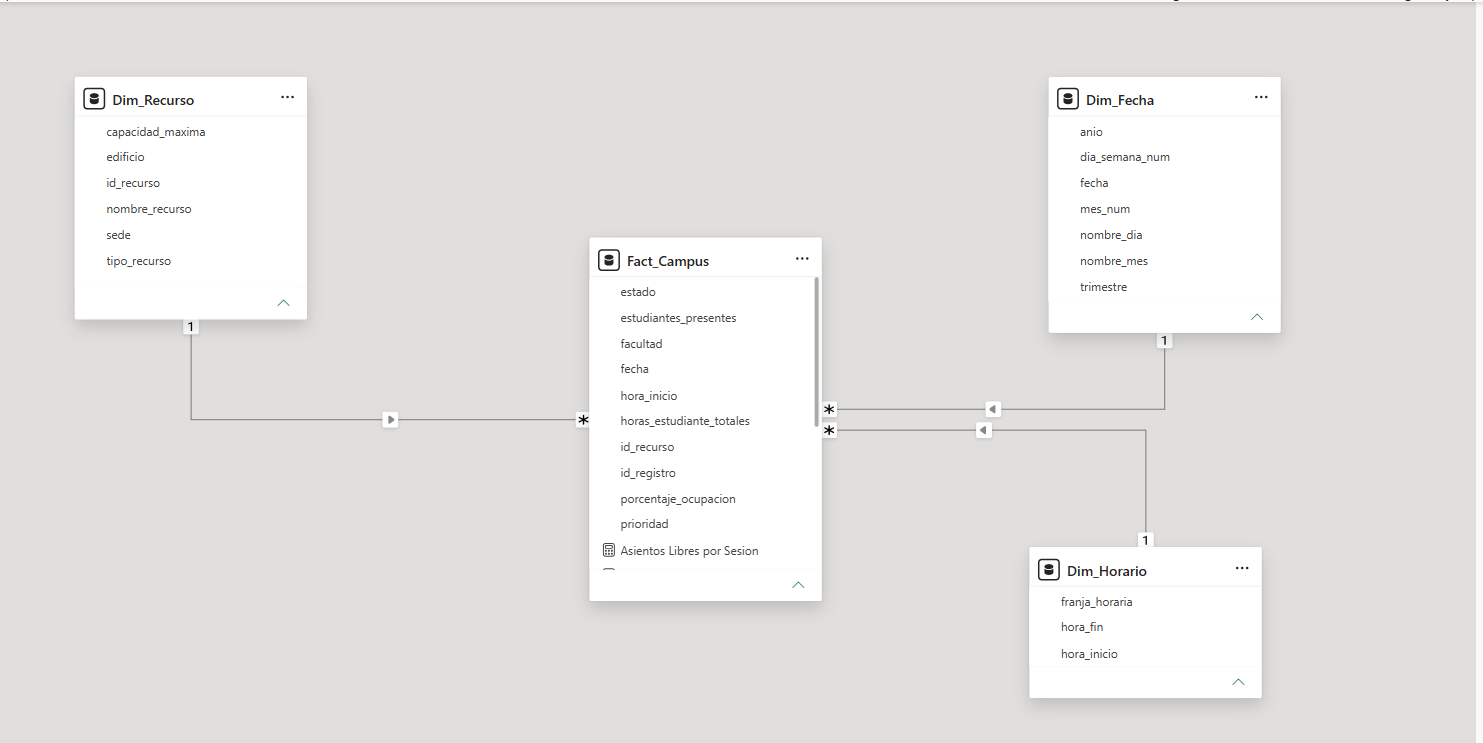 Dim_Recurso
capacidad_maxima
edificio
id_recurso
nombre_recurso
sede
tipo_recurso
1
Dim_Fecha
anio
dia_semana_num
fecha
mes_num
nombre_dia
nombre_mes
trimestre
1
Fact_Campus
estado
estudiantes_presentes
facultad
fecha
hora_inicio
horas_estudiante_totales
id_recurso
id_registro
porcentaje_ocupacion
prioridad
Asientos Libres por Sesion
*
*
*
1
Dim_Horario
franja_horaria
hora_fin
hora_inicio